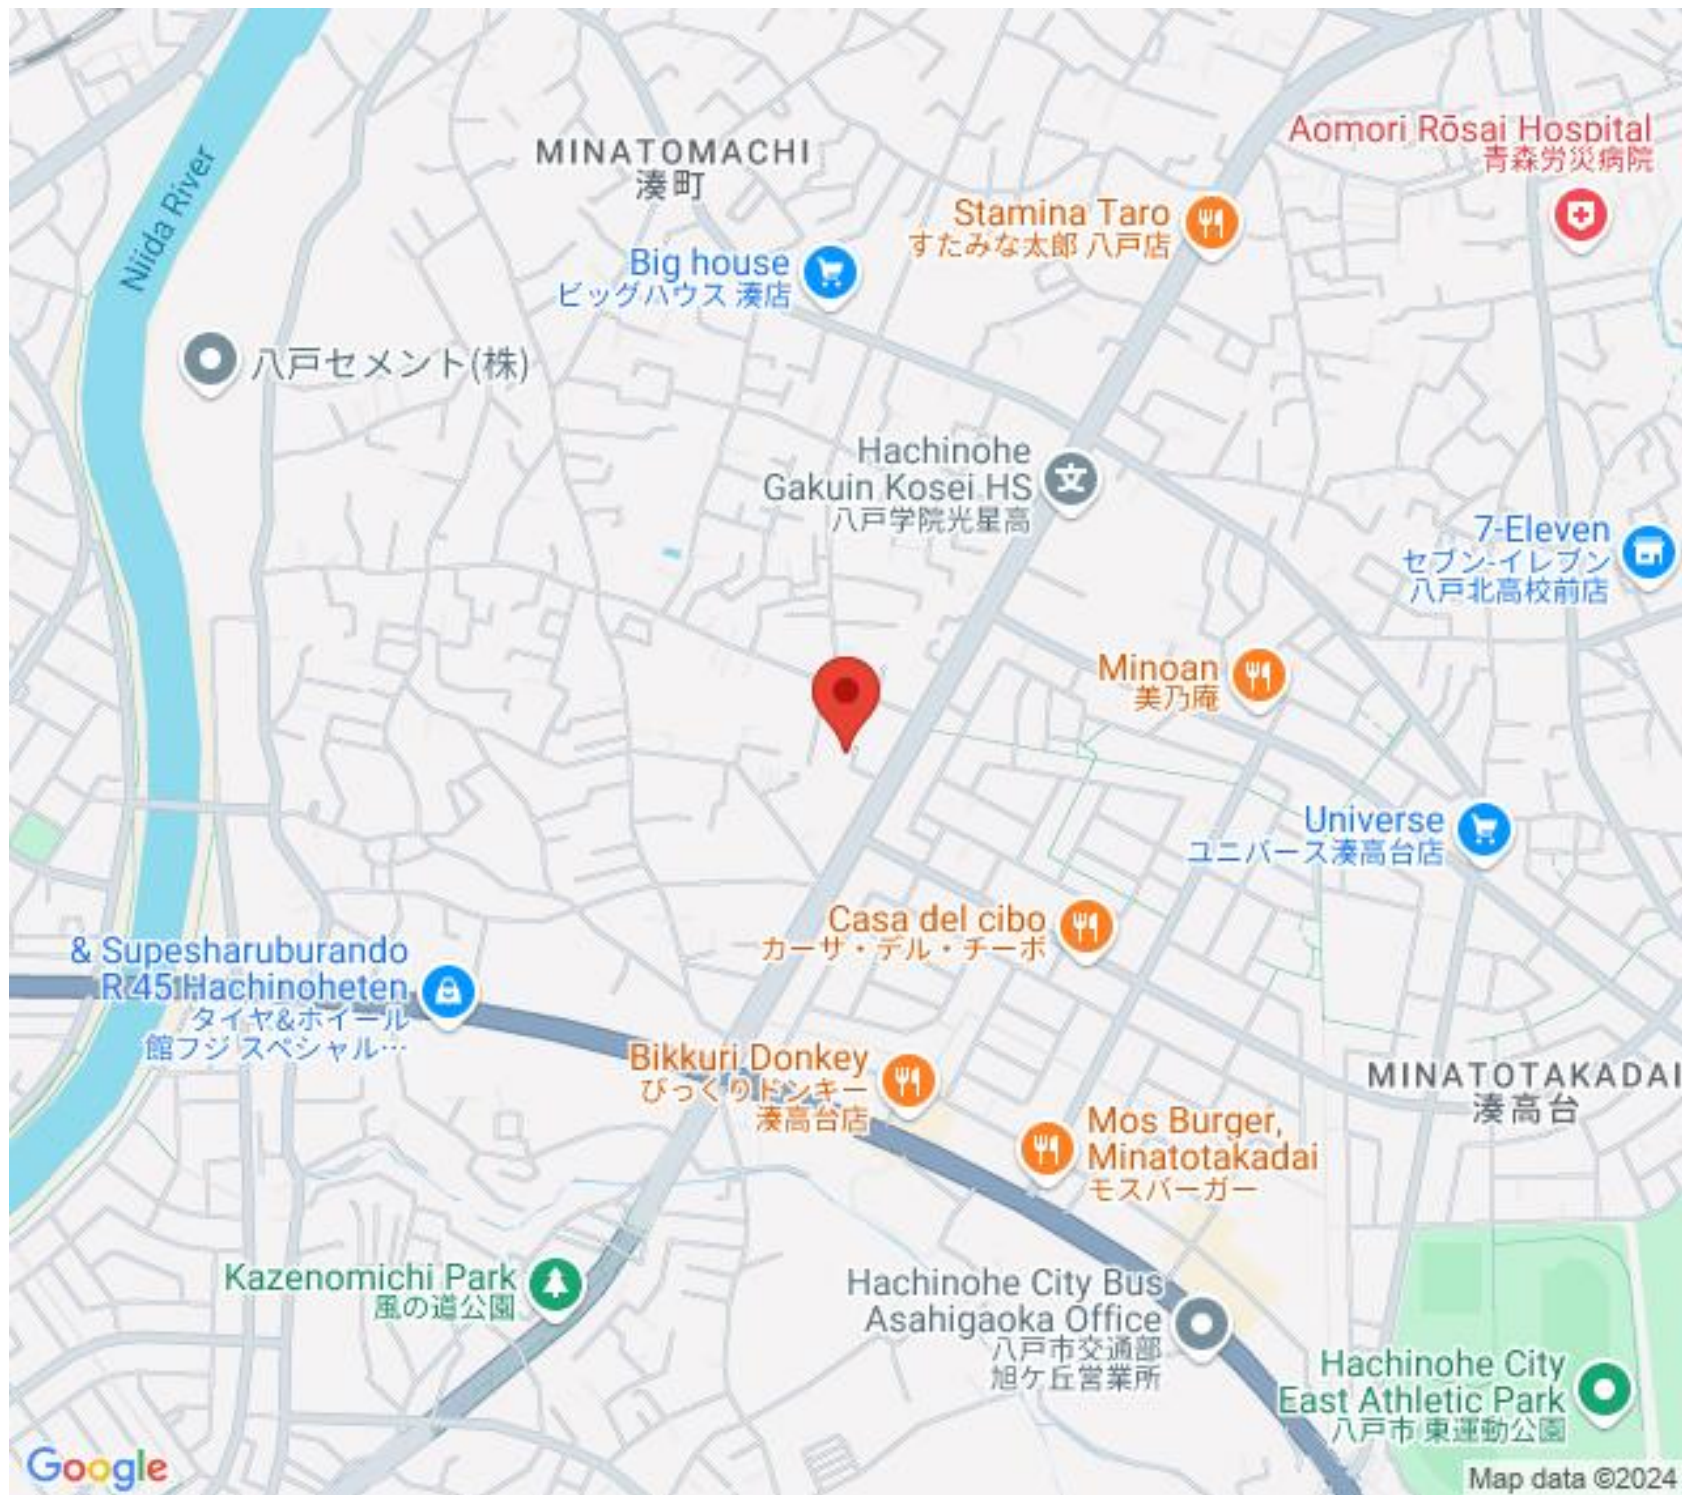 Aomori Rōsai Hospital
青森労災病院
MINATOMACHI
湊町
Niida River
Stamina Taro
すたみな太郎 八戸店
Big house
ビッグハウス 湊店
八戸セメント(株)
Hachinohe
Gakuin Kosei HS
八戸学院光星高
7-Eleven
セブン-イレブン
八戸北高校前店
Minoan
美乃庵
Universe
ユニバース湊高台店
Casa del cibo
カーサ・デル・チーボ
& Supesharuburando
R 45 Hachinoheten
タイヤ&ホイール
館フジ スペシャル…
Bikkuri Donkey
びっくりドンキー
湊高台店
MINATOTAKADAI
湊高台
Mos Burger,
Minatotakadai
モスバーガー
Kazenomichi Park
風の道公園
Hachinohe City Bus
Asahigaoka Office
八戸市交通部
旭ケ丘営業所
Hachinohe City
East Athletic Park
八戸市 東運動公園
Google
Map data ©2024